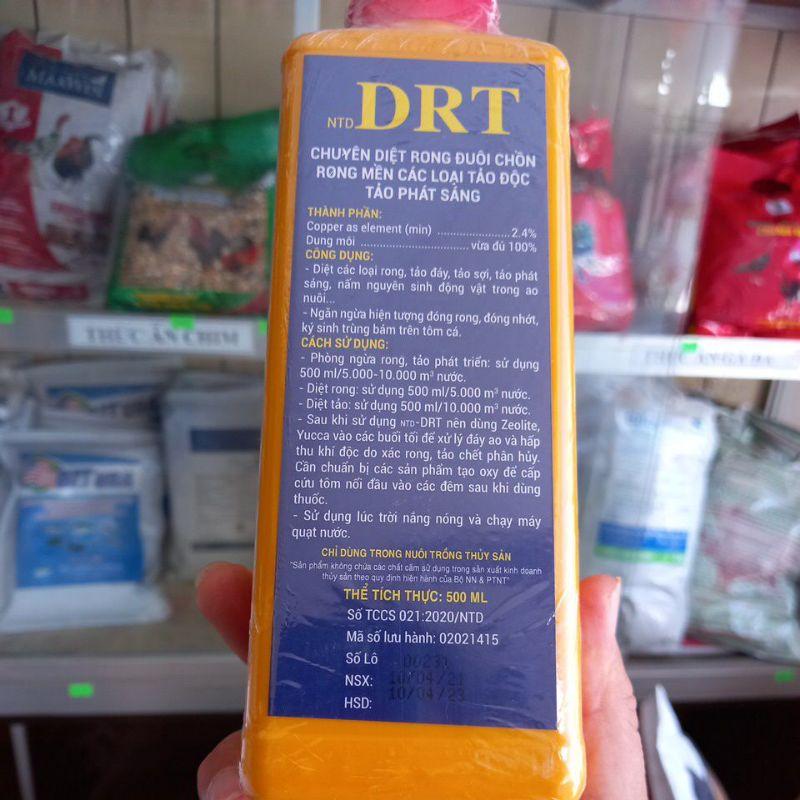 NTD DRT
CHUYÊN DIỆT RONG ĐUÔI CHỒN
RONG MỀN CÁC LOẠI TẢO ĐỘC
TẢO PHÁT SÁNG
THÀNH PHẦN:
Copper as element (min) ......................2.4%
Dung môi ................................. vừa đủ 100%
CÔNG DỤNG:
- Diệt các loại rong, tảo đáy, tảo sợi, tảo phát
sáng, nấm nguyên sinh động vật trong ao
nuôi...
- Ngăn ngừa hiện tượng đóng rong, đóng nhớt,
ký sinh trùng bám trên tôm cá.
CÁCH SỬ DỤNG:
- Phòng ngừa rong, tảo phát triển: sử dụng
500 ml/5.000-10.000 m³ nước.
- Diệt rong: sử dụng 500 ml/5.000 m³ nước.
- Diệt tảo: sử dụng 500 ml/10.000 m³ nước.
- Sau khi sử dụng NTD-DRT nên dùng Zeolite,
Yucca vào các buổi tối để xử lý đáy ao và hấp
thu khí độc do xác rong, tảo chết phân hủy.
Cần chuẩn bị các sản phẩm tạo oxy để cấp
cứu tôm nổi đầu vào các đêm sau khi dùng
thuốc.
- Sử dụng lúc trời nắng nóng và chạy máy
quạt nước.
CHỈ DÙNG TRONG NUÔI TRỒNG THỦY SẢN
"Sản phẩm không chứa các chất cấm sử dụng trong sản xuất kinh doanh
thủy sản theo quy định hiện hành của Bộ NN & PTNT"
THỂ TÍCH THỰC: 500 ML
Số TCCS 021:2020/NTD
Mã số lưu hành: 02021415
Số Lô 00231
NSX: 10/04/21
HSD: 10/04/23
THỨC ĂN CHIM